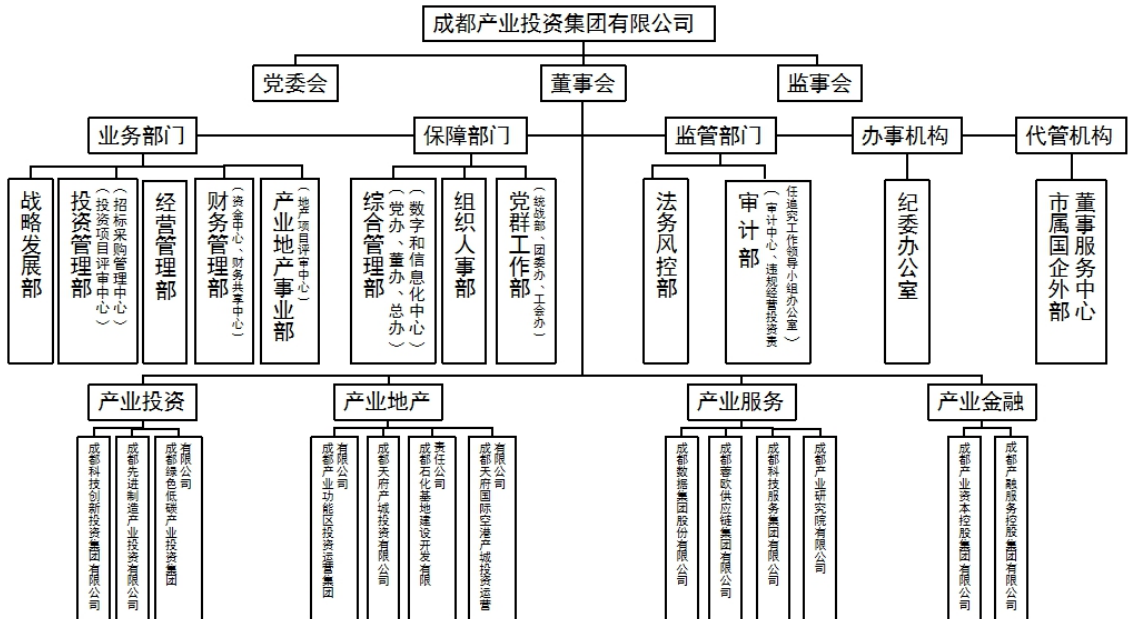 成都产业投资集团有限公司
党委会
董事会
监事会
业务部门
保障部门
监管部门
办事机构
代管机构
战略发展部
投资管理部
（招标采购管理中心）
（投资项目评审中心）
经营管理部
财务管理部
（资金中心、财务共享中心）
产业地产事业部
（地产项目评审中心）
综合管理部
（数字和信息化中心）
（党办、董办、总办）
组织人事部
党群工作部
（统战部、团委办、工会办）
法务风控部
审计部
（审计中心、违规经营投资责
任追究工作领导小组办公室）
纪委办公室
市属国企外部
董事服务中心
产业投资
产业地产
产业服务
产业金融
成都科技创新投资集团有限公司
成都先进制造产业投资有限公司
成都绿色低碳产业投资集团
有限公司
成都产业功能区投资运营集团
有限公司
成都天府产城投资有限公司
成都石化基地建设开发有限
责任公司
成都天府国际空港产城投资运营
有限公司
成都数据集团股份有限公司
成都蓉欧供应链集团有限公司
成都科技服务集团有限公司
成都产业研究院有限公司
成都产业资本控股集团有限公司
成都产融服务控股集团有限公司